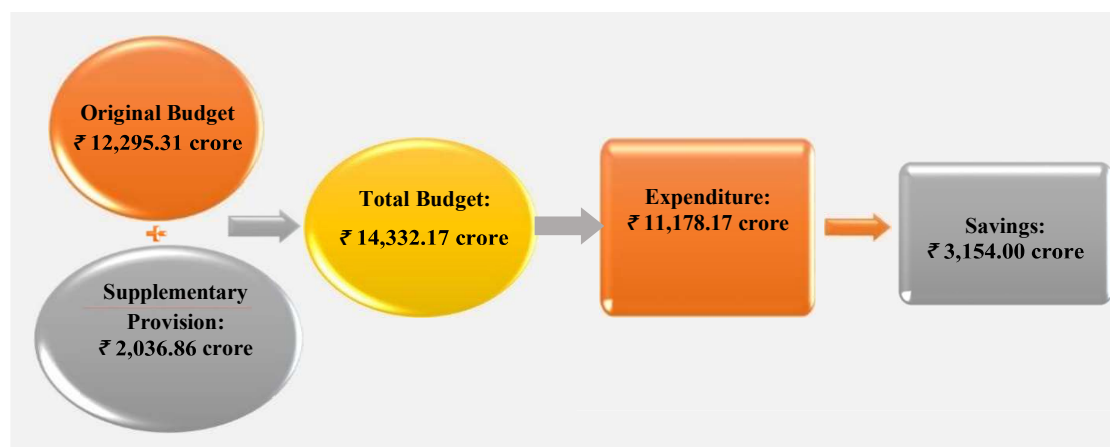 Original Budget
₹ 12,295.31 crore
+
Supplementary
Provision:
₹ 2,036.86 crore
Total Budget:
₹ 14,332.17 crore
Expenditure:
₹ 11,178.17 crore
Savings:
₹ 3,154.00 crore